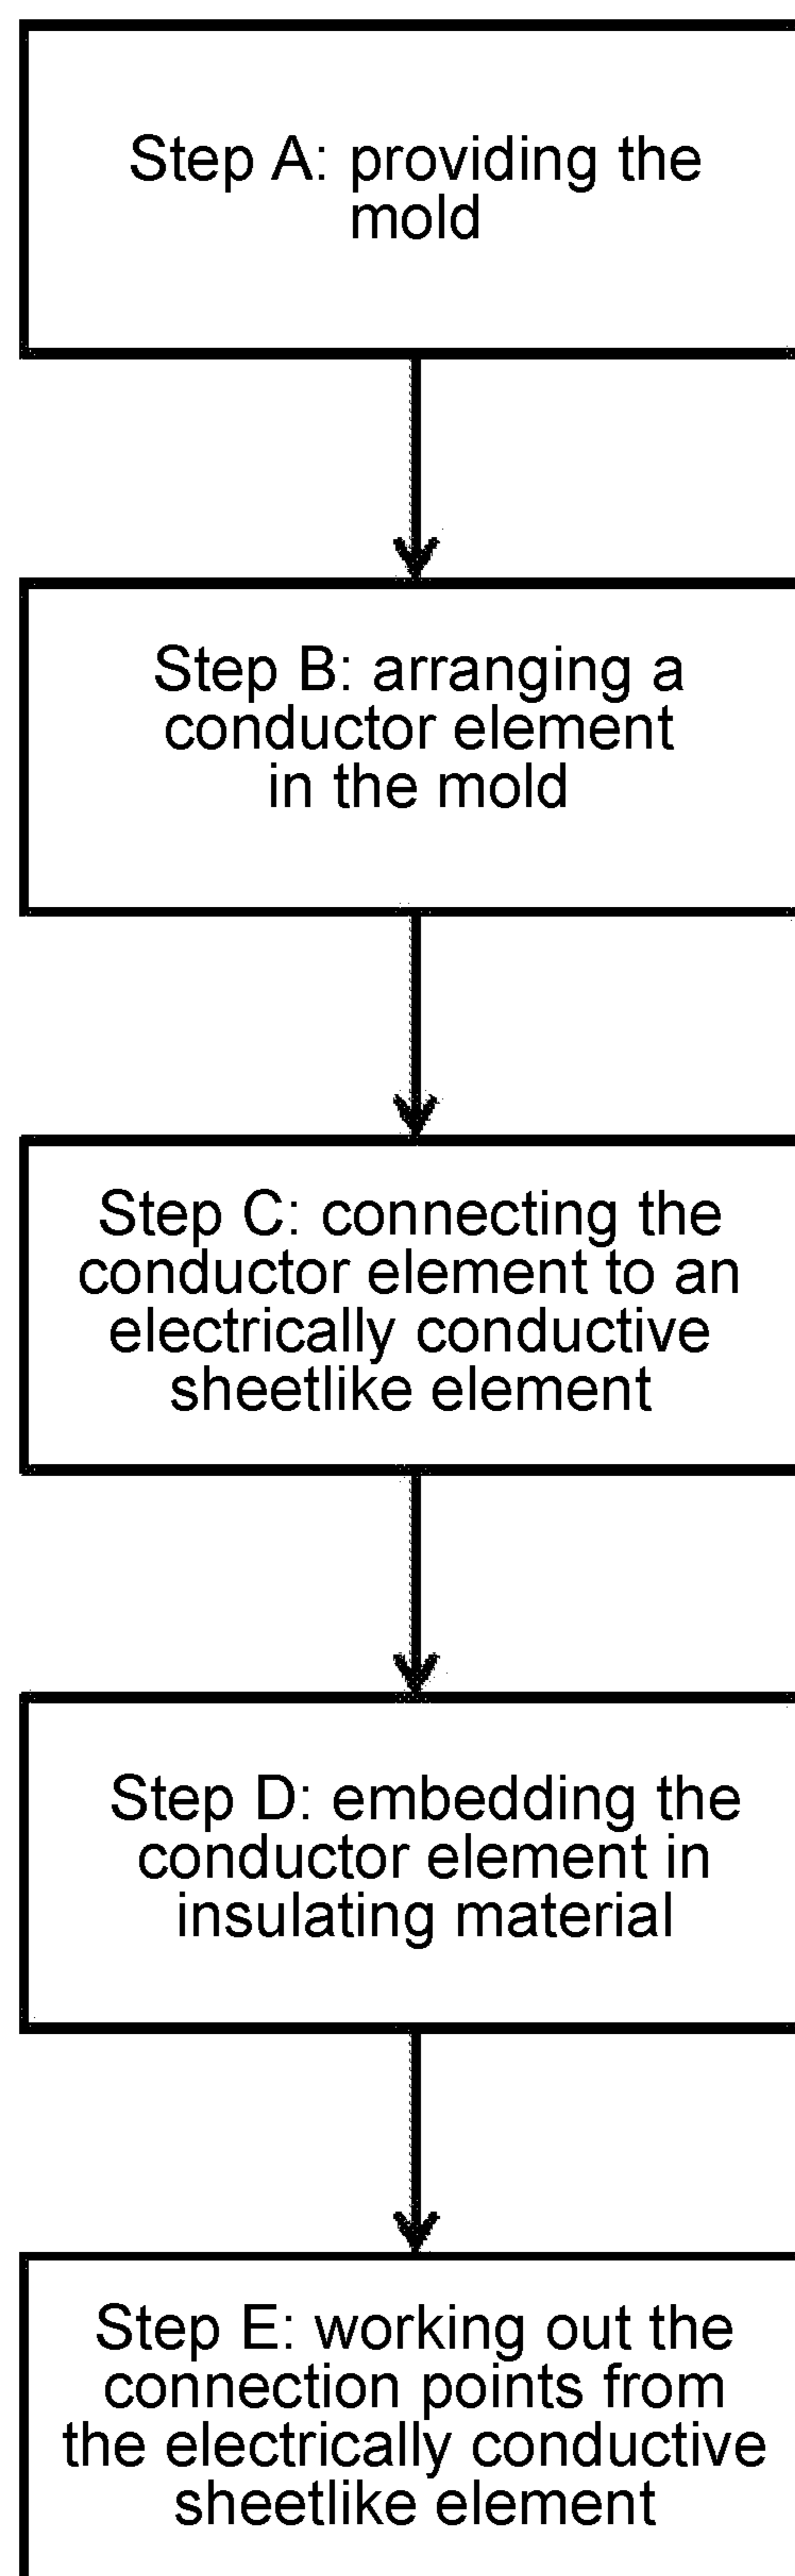 Step A: providing the
mold
Step B: arranging a
conductor element
in the mold
Step C: connecting the
conductor element to an
electrically conductive
sheetlike element
Step D: embedding the
conductor element in
insulating material
Step E: working out the
connection points from
the electrically conductive
sheetlike element